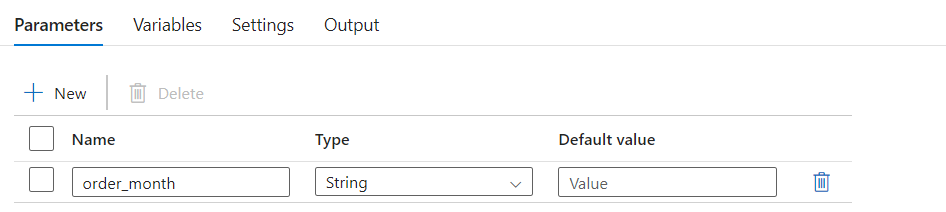 Parameters Variables Settings Output
New Delete
Name Type Default value
order_month String Value